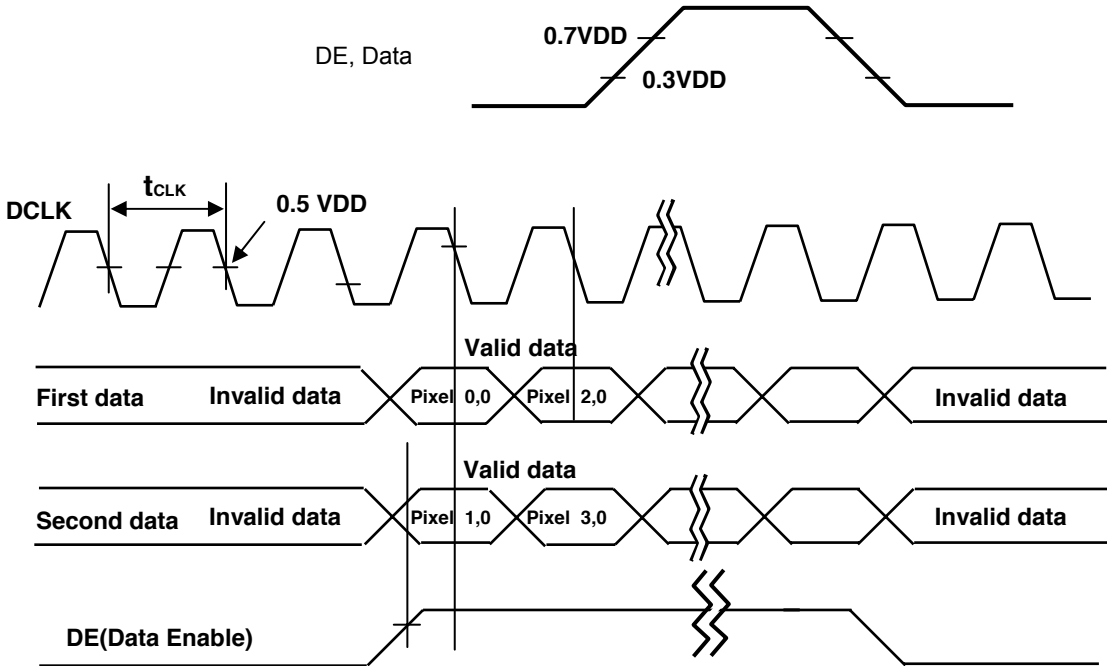 0.7VDD
DE, Data
0.3VDD
tCLK
DCLK
0.5 VDD
Valid data
First data Invalid data Pixel 0,0 Pixel 2,0 Invalid data
Valid data
Second data Invalid data Pixel 1,0 Pixel 3,0 Invalid data
DE(Data Enable)